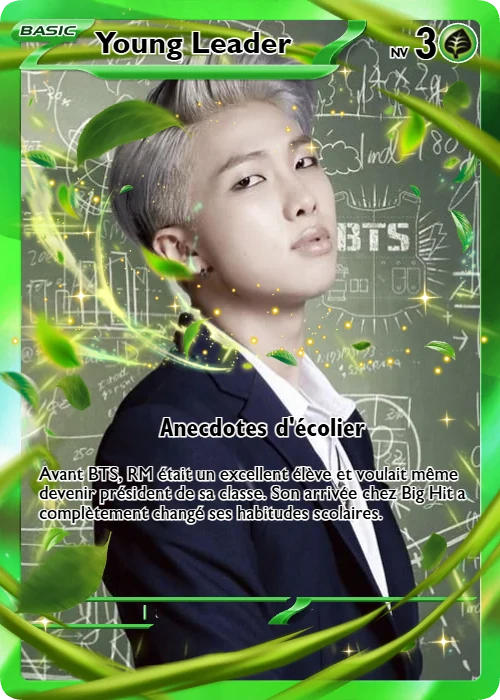 BASIC
Young Leader
NV 3
BTS
Anecdotes d'écolier
Avant BTS, RM était un excellent élève et voulait même
devenir président de sa classe. Son arrivée chez Big Hit a
complètement changé ses habitudes scolaires.